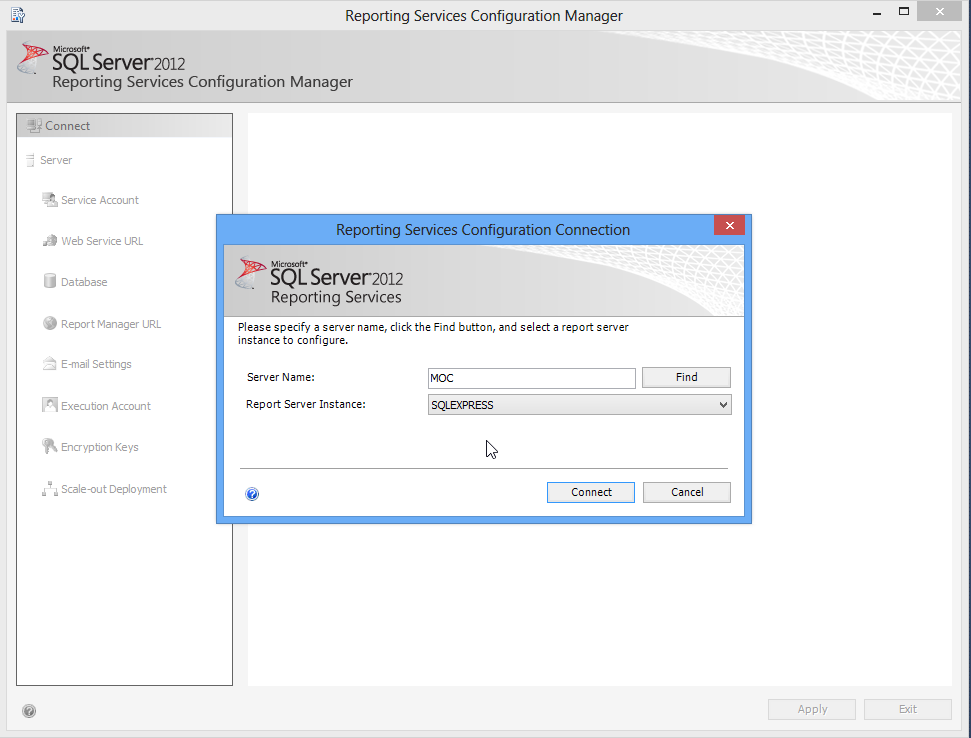 Reporting Services Configuration Manager
Microsoft®
SQL Server® 2012
Reporting Services Configuration Manager
Connect
Server
Service Account
Web Service URL
Database
Report Manager URL
E-mail Settings
Execution Account
Encryption Keys
Scale-out Deployment
Reporting Services Configuration Connection
Microsoft®
SQL Server® 2012
Reporting Services
Please specify a server name, click the Find button, and select a report server
instance to configure.
Server Name:
MOC
Find
Report Server Instance:
SQLEXPRESS
Connect
Cancel
Apply
Exit